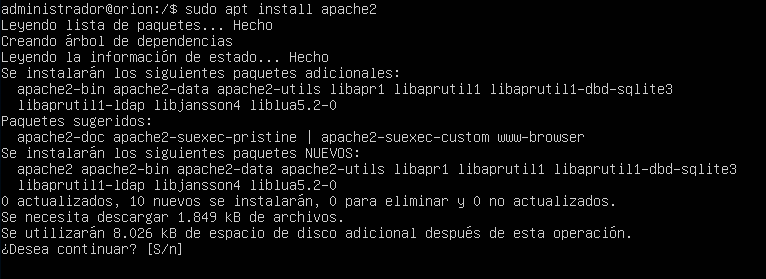 administrador@orion:/$ sudo apt install apache2
Leyendo lista de paquetes... Hecho
Creando árbol de dependencias
Leyendo la información de estado... Hecho
Se instalarán los siguientes paquetes adicionales:
  apache2-bin apache2-data apache2-utils libapr1 libaprutil1 libaprutil1-dbd-sqlite3
  libaprutil1-ldap libjansson4 liblua5.2-0
Paquetes sugeridos:
  apache2-doc apache2-suexec-pristine | apache2-suexec-custom www-browser
Se instalarán los siguientes paquetes NUEVOS:
  apache2 apache2-bin apache2-data apache2-utils libapr1 libaprutil1 libaprutil1-dbd-sqlite3
  libaprutil1-ldap libjansson4 liblua5.2-0
0 actualizados, 10 nuevos se instalarán, 0 para eliminar y 0 no actualizados.
Se necesita descargar 1.849 kB de archivos.
Se utilizarán 8.026 kB de espacio de disco adicional después de esta operación.
¿Desea continuar? [S/n]